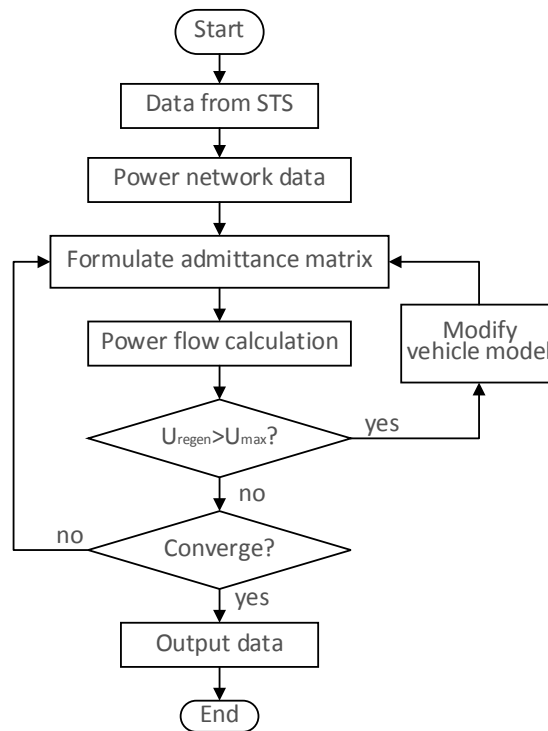 Start
Data from STS
Power network data
Formulate admittance matrix
Power flow calculation
Modify
vehicle model
Uregen>Umax?
yes
no
no
Converge?
yes
Output data
End